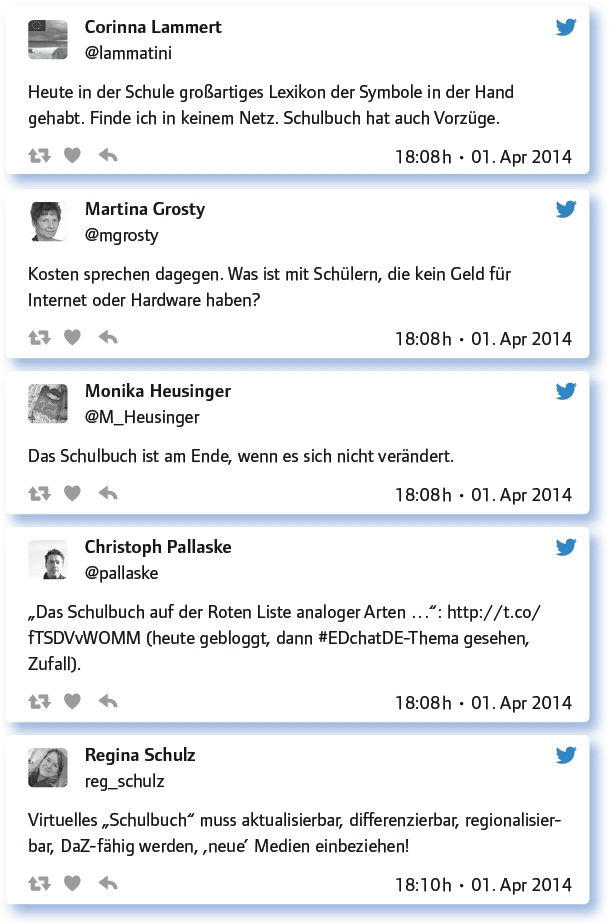 Corinna Lammert
@lammatini
Heute in der Schule großartiges Lexikon der Symbole in der Hand
gehabt. Finde ich in keinem Netz. Schulbuch hat auch Vorzüge.
18:08h • 01. Apr 2014
Martina Grosty
@mgrosty
Kosten sprechen dagegen. Was ist mit Schülern, die kein Geld für
Internet oder Hardware haben?
18:08h • 01. Apr 2014
Monika Heusinger
@M_Heusinger
Das Schulbuch ist am Ende, wenn es sich nicht verändert.
18:08h • 01. Apr 2014
Christoph Pallaske
@pallaske
„Das Schulbuch auf der Roten Liste analoger Arten …“: http://t.co/
fTSDVvWOMM (heute gebloggt, dann #EDchatDE-Thema gesehen,
Zufall).
18:08h • 01. Apr 2014
Regina Schulz
reg_schulz
Virtuelles „Schulbuch“ muss aktualisierbar, differenzierbar, regionalisier-
bar, DaZ-fähig werden, ‚neue´ Medien einbeziehen!
18:10h • 01. Apr 2014